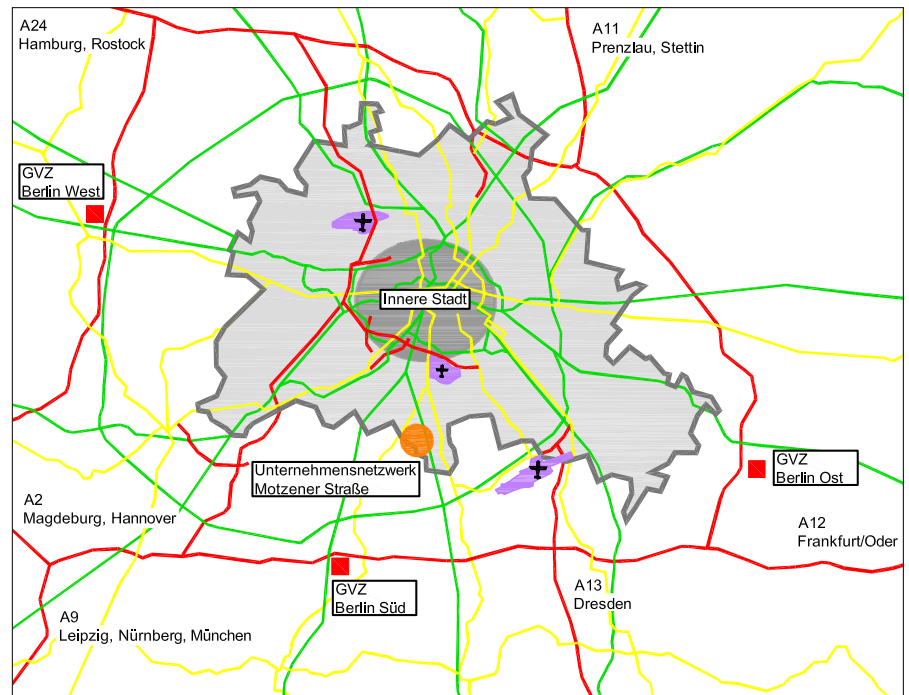 A24
Hamburg, Rostock
A11
Prenzlau, Stettin
GVZ
Berlin West
Innere Stadt
Unternehmensnetzwerk
Motzener Straße
GVZ
Berlin Ost
A2
Magdeburg, Hannover
A12
Frankfurt/Oder
GVZ
Berlin Süd
A13
Dresden
A9
Leipzig, Nürnberg, München